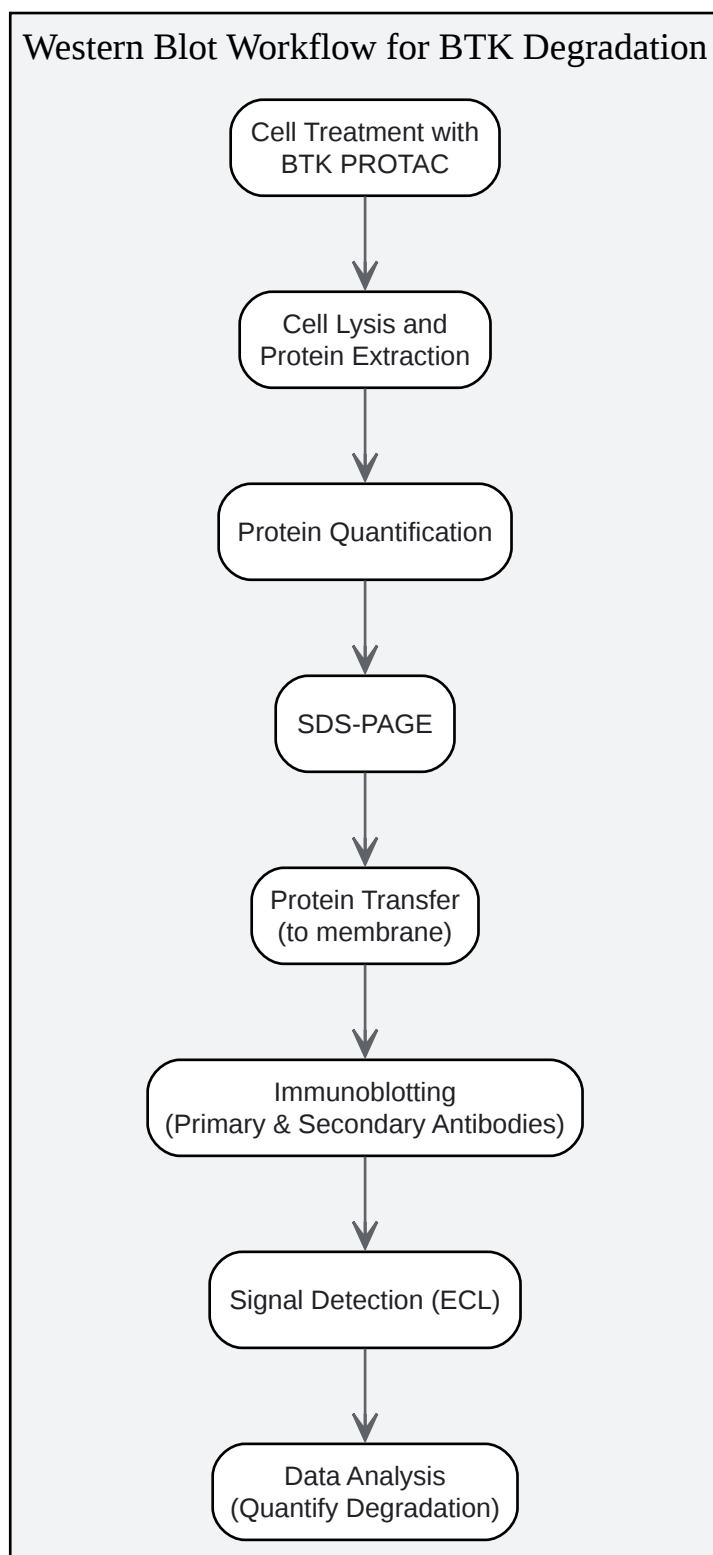 Western Blot Workflow for BTK Degradation
Cell Treatment with
BTK PROTAC
Cell Lysis and
Protein Extraction
Protein Quantification
SDS-PAGE
Protein Transfer
(to membrane)
Immunoblotting
(Primary & Secondary Antibodies)
Signal Detection (ECL)
Data Analysis
(Quantify Degradation)